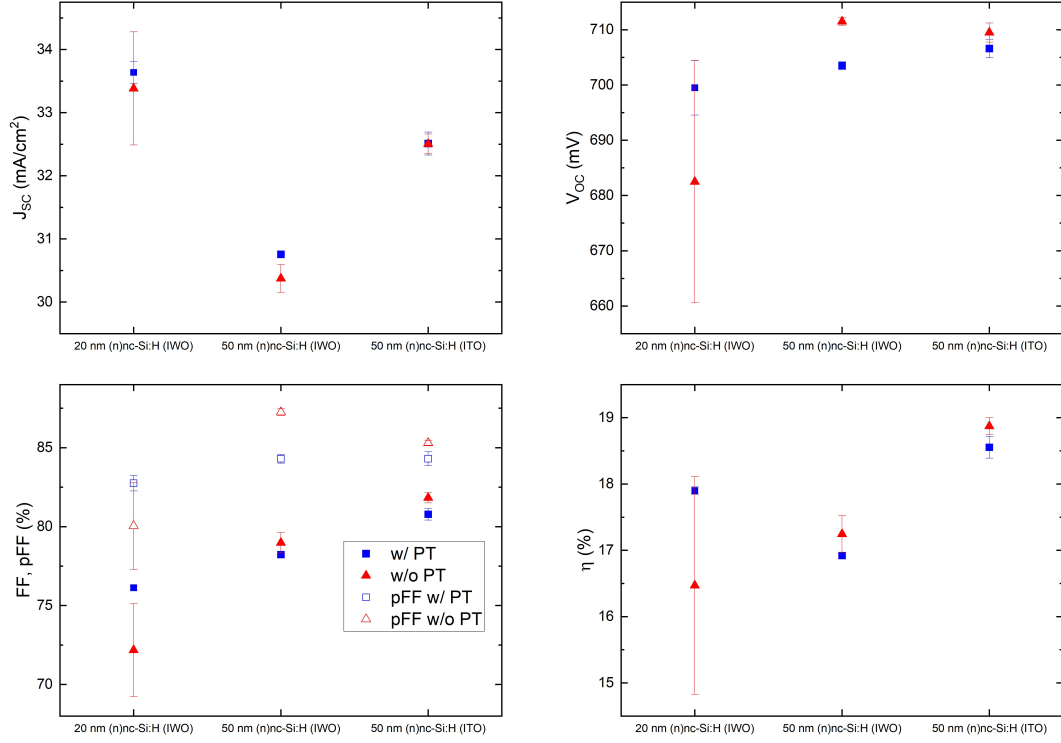 34
33
32
31
30
J_SC (mA/cm²)
20 nm (n)nc-Si:H (IWO)
50 nm (n)nc-Si:H (IWO)
50 nm (n)nc-Si:H (ITO)
710
700
690
680
670
660
V_OC (mV)
20 nm (n)nc-Si:H (IWO)
50 nm (n)nc-Si:H (IWO)
50 nm (n)nc-Si:H (ITO)
85
80
75
70
FF, pFF (%)
w/ PT
w/o PT
pFF w/ PT
pFF w/o PT
20 nm (n)nc-Si:H (IWO)
50 nm (n)nc-Si:H (IWO)
50 nm (n)nc-Si:H (ITO)
19
18
17
16
15
η (%)
20 nm (n)nc-Si:H (IWO)
50 nm (n)nc-Si:H (IWO)
50 nm (n)nc-Si:H (ITO)